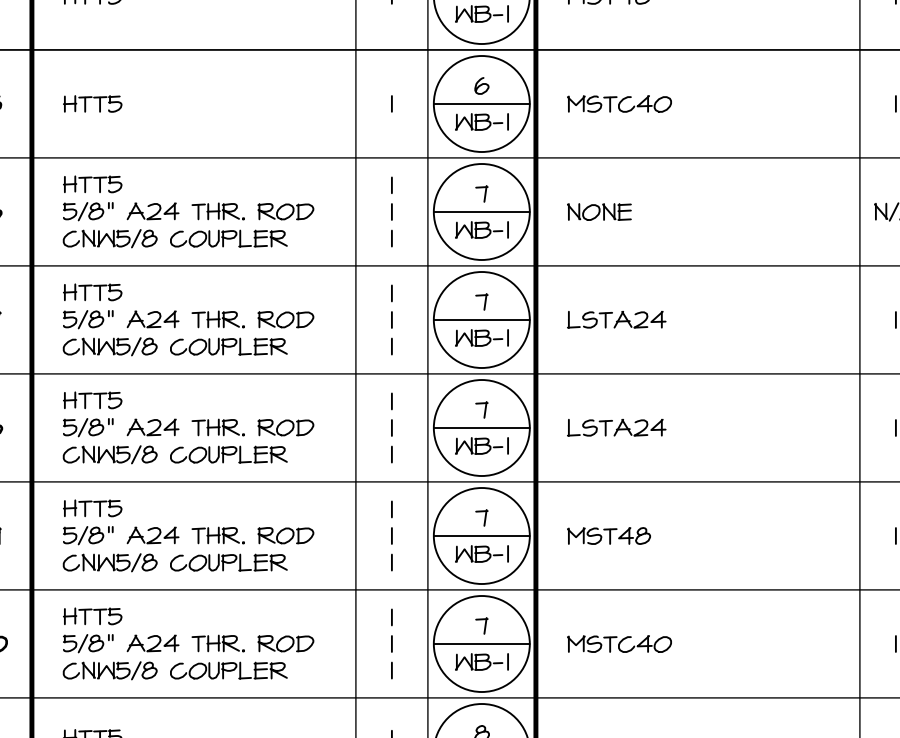 WB-1
HTT5
1
6
WB-1
MSTC40
1
HTT5
5/8" A24 THR. ROD
CNW5/8 COUPLER
1
1
1
7
WB-1
NONE
HTT5
5/8" A24 THR. ROD
CNW5/8 COUPLER
1
1
1
7
WB-1
LSTA24
1
HTT5
5/8" A24 THR. ROD
CNW5/8 COUPLER
1
1
1
7
WB-1
LSTA24
1
HTT5
5/8" A24 THR. ROD
CNW5/8 COUPLER
1
1
1
7
WB-1
MST48
1
HTT5
5/8" A24 THR. ROD
CNW5/8 COUPLER
1
1
1
7
WB-1
MSTC40
1
HTT5
1
8